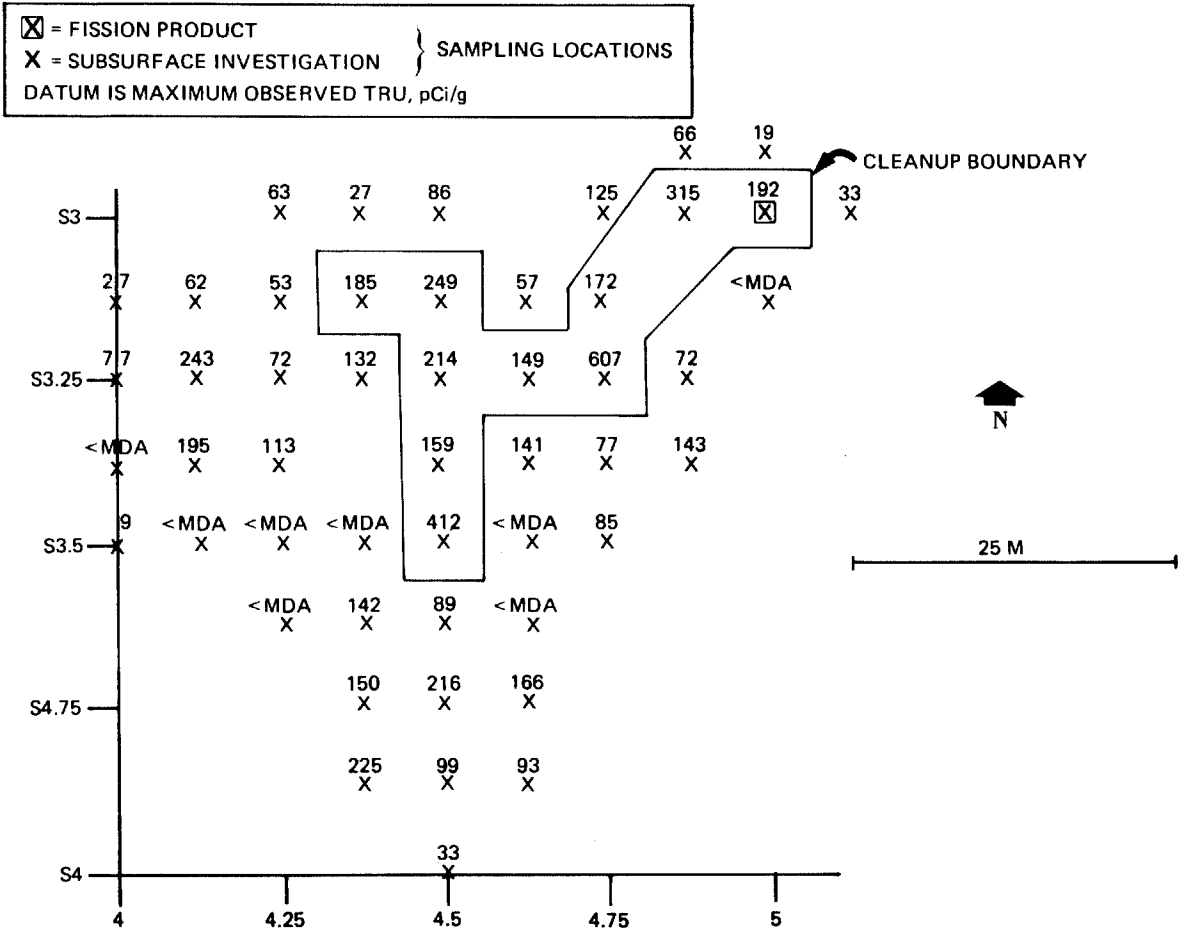 X = FISSION PRODUCT
X = SUBSURFACE INVESTIGATION
} SAMPLING LOCATIONS
DATUM IS MAXIMUM OBSERVED TRU, pCi/g
66 19
CLEANUP BOUNDARY
63 27 86 125 315 192 33
S3
27 62 53 185 249 57 172 <MDA
77 243 72 132 214 149 607 72
S3.25
<MDA 195 113 159 141 77 143
N
9 <MDA <MDA <MDA 412 <MDA 85
S3.5
25 M
<MDA 142 89 <MDA
150 216 166
S4.75
225 99 93
33
S4
4 4.25 4.5 4.75 5